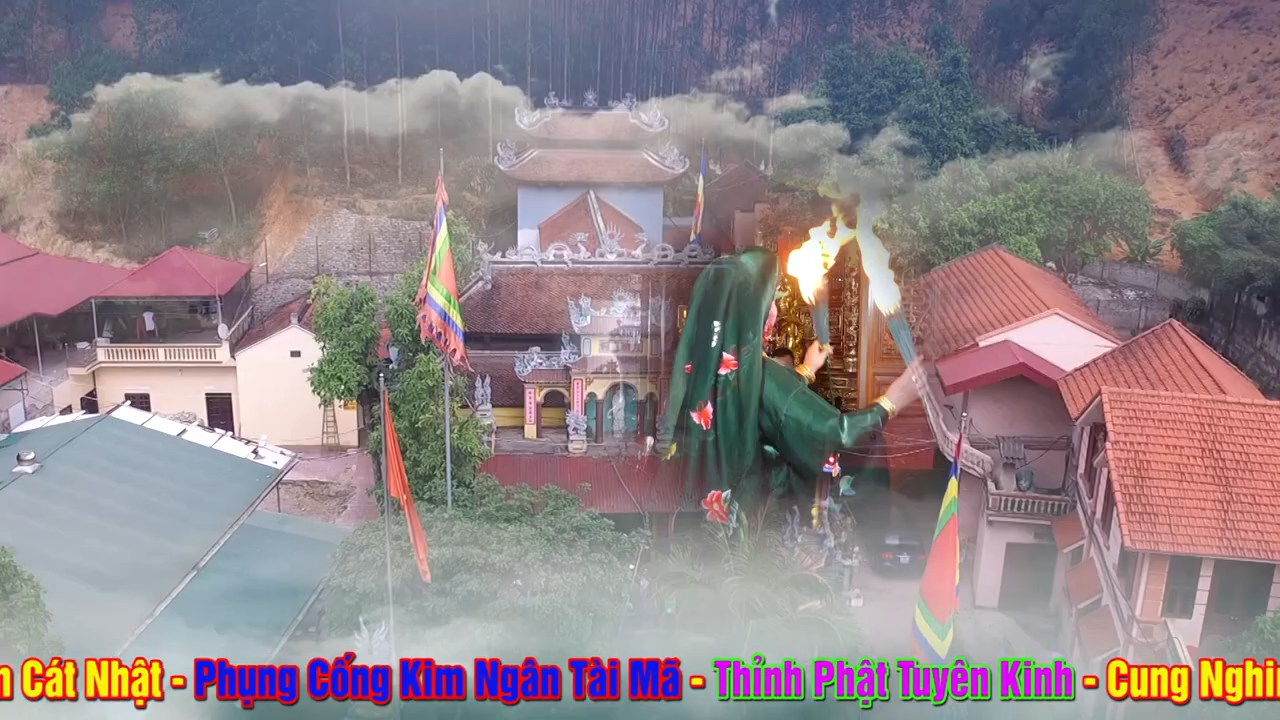 Cát Nhật - Phụng Cống Kim Ngân Tài Mã - Thỉnh Phật Tuyên Kinh - Cung